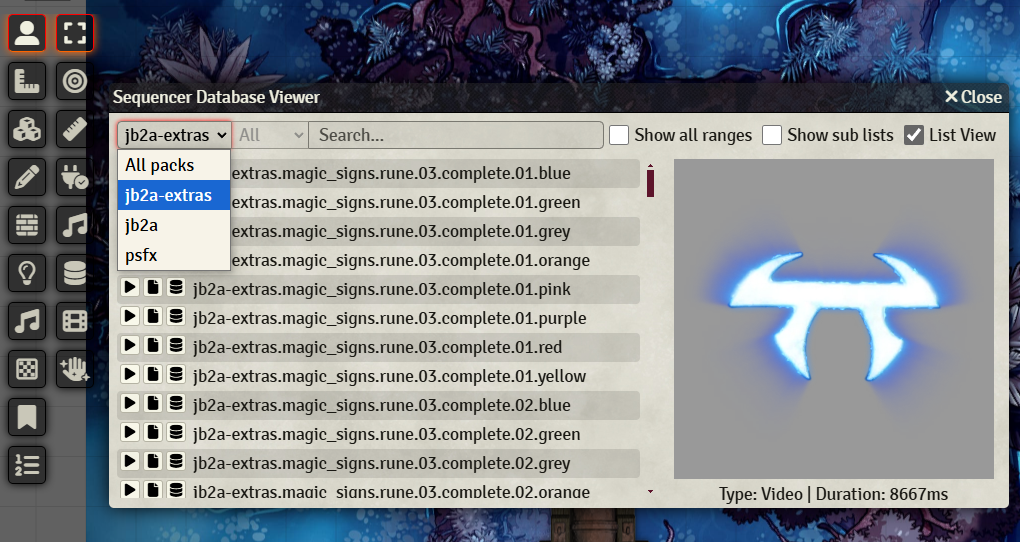 Sequencer Database Viewer
Close
jb2a-extras
All
Search...
Show all ranges
Show sub lists
List View
All packs
jb2a-extras
jb2a
psfx
-extras.magic_signs.rune.03.complete.01.blue
-extras.magic_signs.rune.03.complete.01.green
-extras.magic_signs.rune.03.complete.01.grey
-extras.magic_signs.rune.03.complete.01.orange
jb2a-extras.magic_signs.rune.03.complete.01.pink
jb2a-extras.magic_signs.rune.03.complete.01.purple
jb2a-extras.magic_signs.rune.03.complete.01.red
jb2a-extras.magic_signs.rune.03.complete.01.yellow
jb2a-extras.magic_signs.rune.03.complete.02.blue
jb2a-extras.magic_signs.rune.03.complete.02.green
jb2a-extras.magic_signs.rune.03.complete.02.grey
jb2a-extras.magic_signs.rune.03.complete.02.orange
Type: Video | Duration: 8667ms